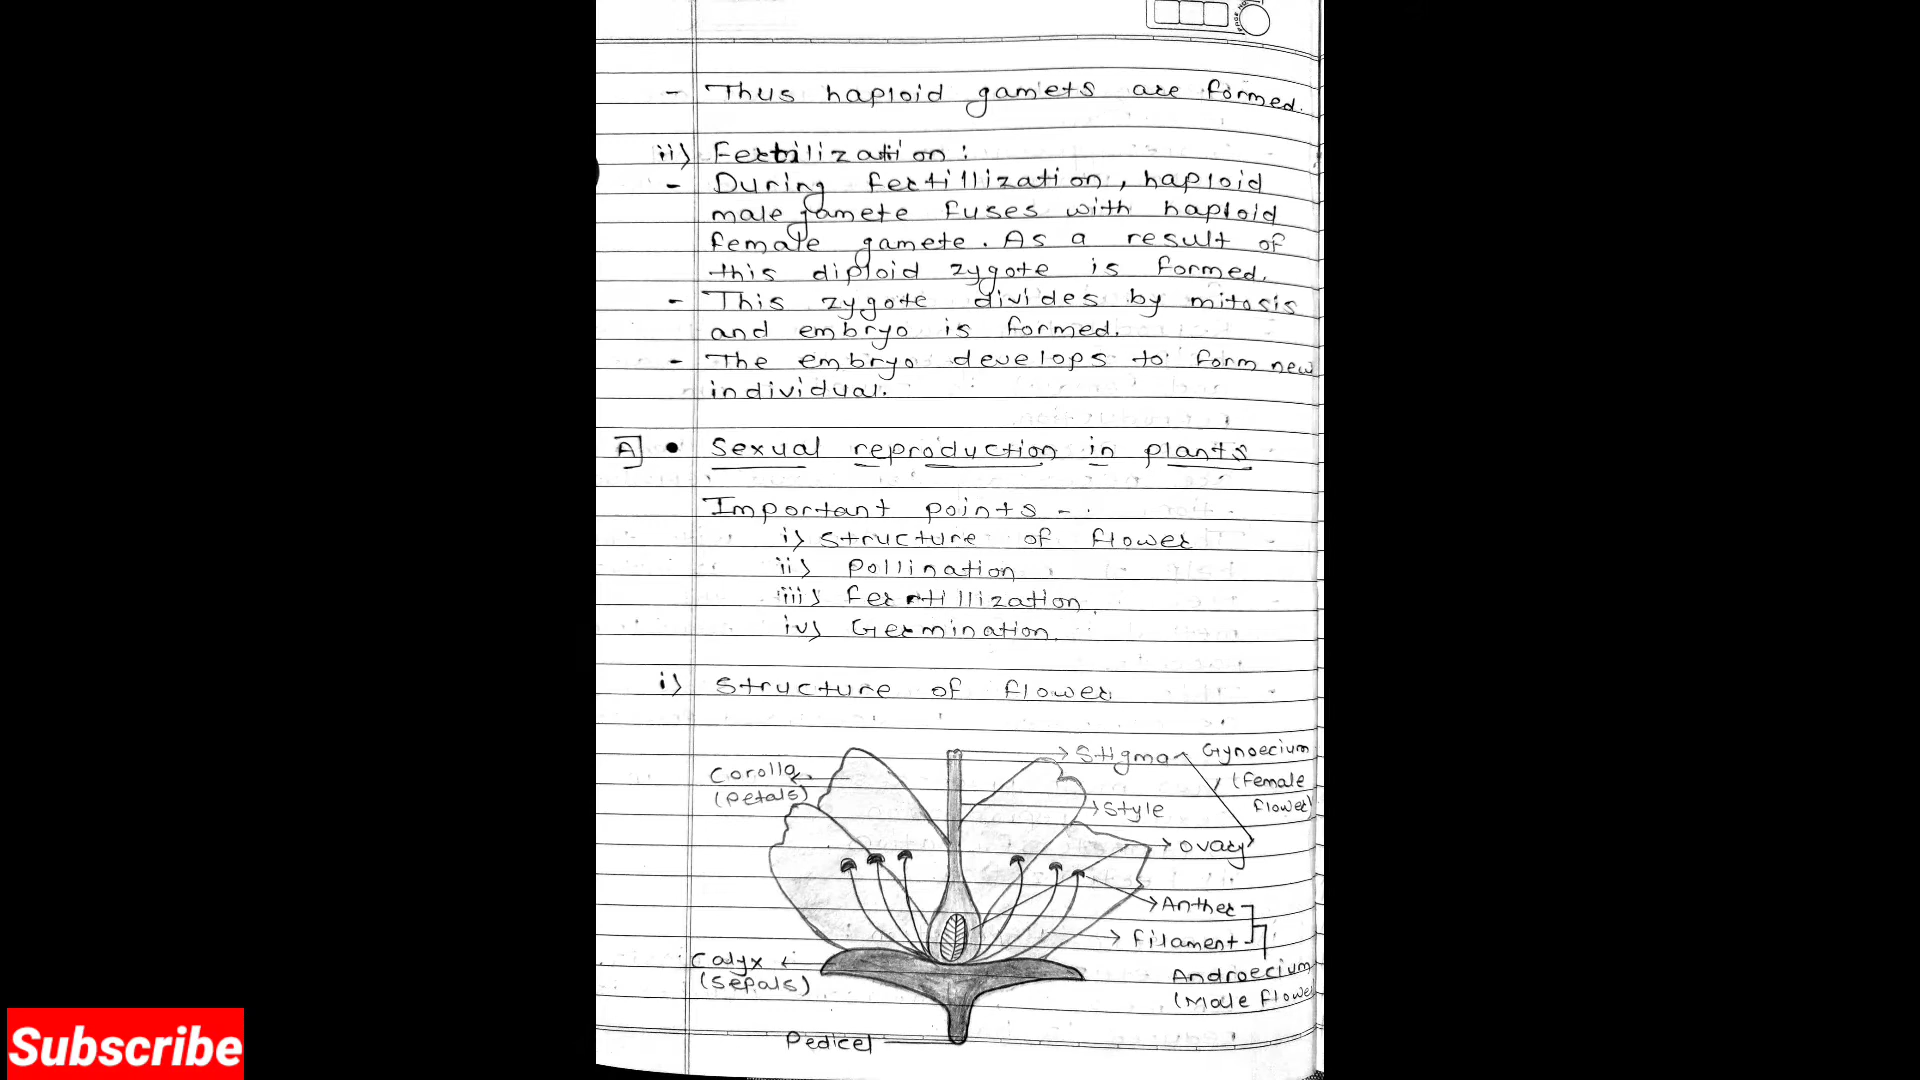 - Thus haploid gamets are formed.
ii) Fertilization :
- During fertillization, haploid
male gamete fuses with haploid
female gamete. As a result of
this diploid zygote is formed.
- This zygote divides by mitosis
and embryo is formed.
- The embryo develops to form new
individual.
A • Sexual reproduction in plants
Important points -
i) Structure of flower
ii) Pollination
iii) Fertillization.
iv) Germination.
i) Structure of flower.
Stigma
Gynoecium
(Female
flower)
Corolla
(Petals)
Style
Ovary
Anther
Filament
Androecium
(Male flowe
Calyx
(Sepals)
Pedicel
Subscribe